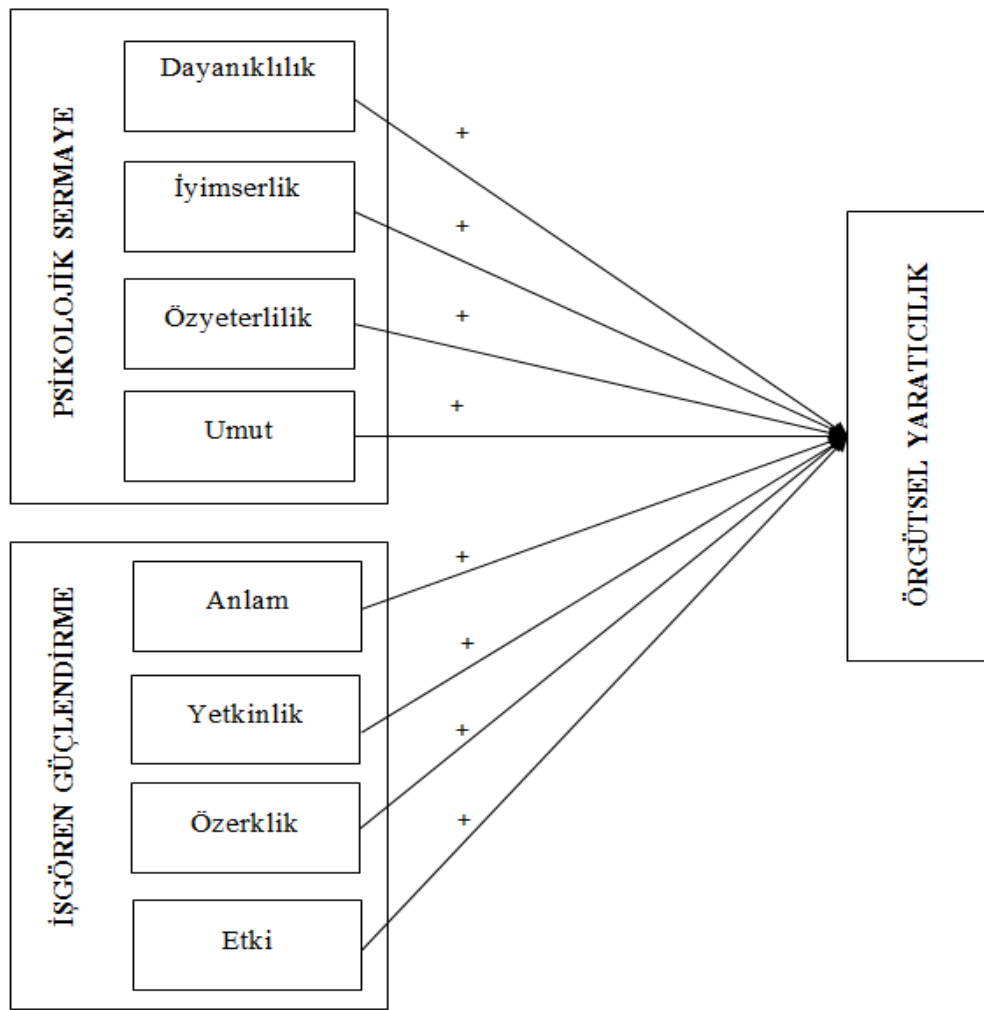 PSİKOLOJİK SERMAYE
Dayanıklılık
İyimserlik
Özyeterlilik
Umut
+
+
+
+
İŞGÖREN GÜÇLENDİRME
Anlam
Yetkinlik
Özerklik
Etki
+
+
+
+
ÖRGÜTSEL YARATICILIK